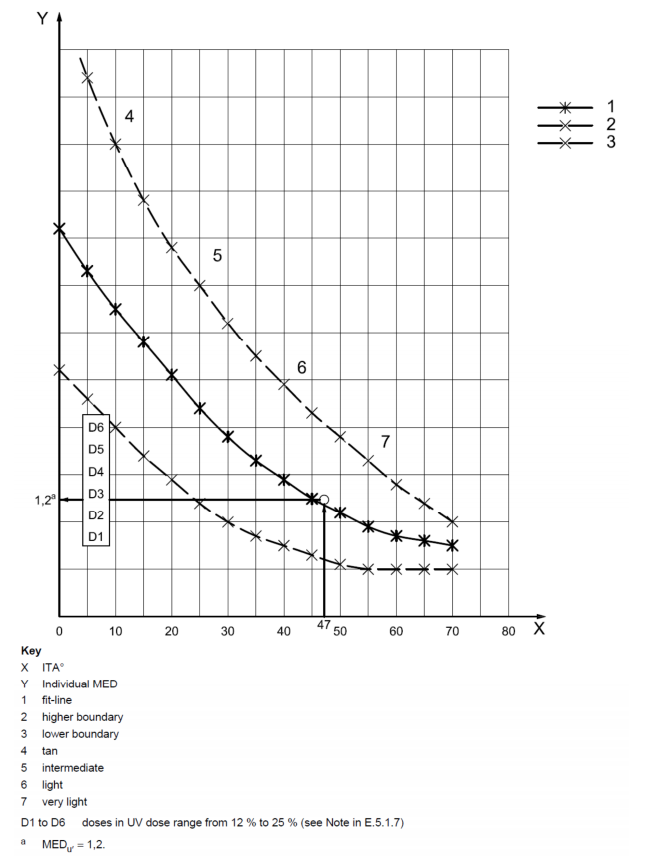 Y
4
1
2
3
5
6
7
D6
D5
D4
D3
D2
D1
1,2ᵃ
0 10 20 30 40 47 50 60 70 80 X
Key
X ITA°
Y Individual MED
1 fit-line
2 higher boundary
3 lower boundary
4 tan
5 intermediate
6 light
7 very light
D1 to D6 doses in UV dose range from 12 % to 25 % (see Note in E.5.1.7)
ᵃ MEDu' = 1,2.